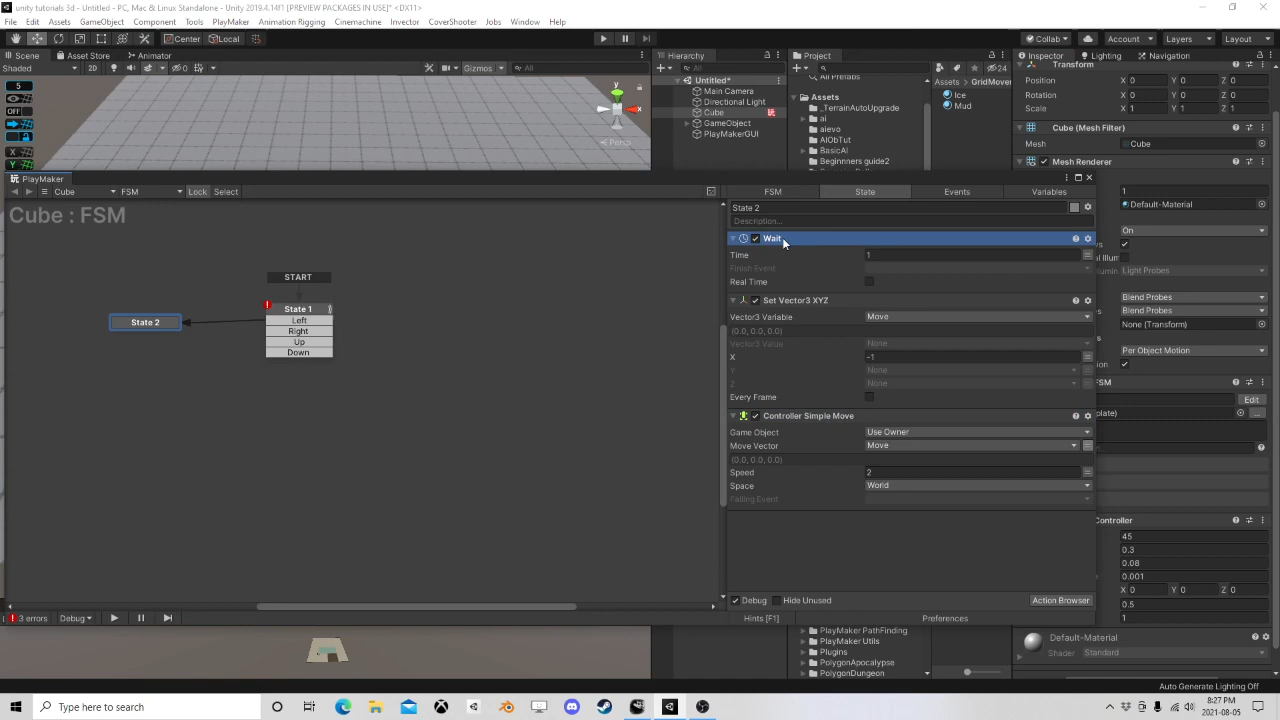 unity tutorials 3d - Untitled - PC, Mac & Linux Standalone - Unity 2019.4.14f1 [PREVIEW PACKAGES IN USE]* <DX11>
File Edit Assets GameObject Component Tools PlayMaker Animation Rigging Cinemachine Invector CoverShooter Jobs Window Help
Center Local Collab Account Layers Layout
Scene Asset Store Animator
Shaded 2D 0 Gizmos All
5
OFF
X
Y
y
x
Persp
Hierarchy
All
Untitled*
Main Camera
Directional Light
Cube
GameObject
PlayMakerGUI
Project
24
All Prefabs
Assets
_TerrainAutoUpgrade
ai
aievo
AIObTut
BasicAI
Beginnners guide2
Assets > GridMover
Ice
Mud
Inspector Lighting Navigation
Transform
Position X 0 Y 0 Z 0
Rotation X 0 Y 0 Z 0
Scale X 1 Y 1 Z 1
Cube (Mesh Filter)
Mesh Cube
Mesh Renderer
1
Default-Material
On
Light Probes
Blend Probes
Blend Probes
None (Transform)
Per Object Motion
FSM
Edit
plate)
...
Controller
45
0.3
0.08
0.001
X 0 Y 0 Z 0
0.5
1
Default-Material
Shader Standard
Auto Generate Lighting Off
PlayMaker
Cube FSM Lock Select
Cube : FSM
START
State 1
Left
Right
Up
Down
State 2
FSM State Events Variables
State 2
Description...
Wait
Time 1
Finish Event
Real Time
Set Vector3 XYZ
Vector3 Variable Move
(0.0, 0.0, 0.0)
Vector3 Value None
X -1
Y None
Z None
Every Frame
Controller Simple Move
Game Object Use Owner
Move Vector Move
(0.0, 0.0, 0.0)
Speed 2
Space World
Falling Event
Debug Hide Unused Action Browser
3 errors Debug Hints [F1] Preferences
PlayMaker PathFinding
PlayMaker Utils
Plugins
PolygonApocalypse
PolygonDungeon
Type here to search
8:27 PM
2021-08-05